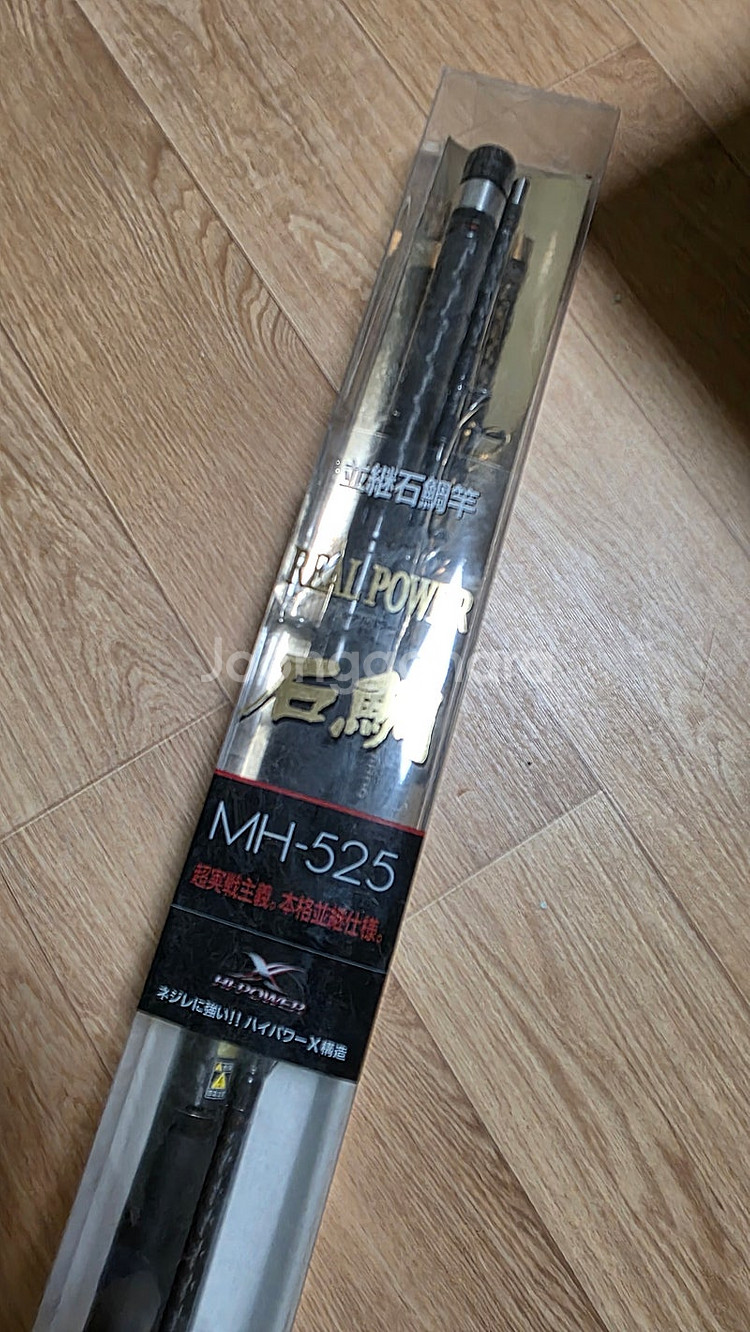 並継石鯛竿
REAL POWER
石鯛
Joonggonara
MH-525
超実戦主義。本格並継仕様。
X
HI-POWER
ネジレに強い!! ハイパワーX構造